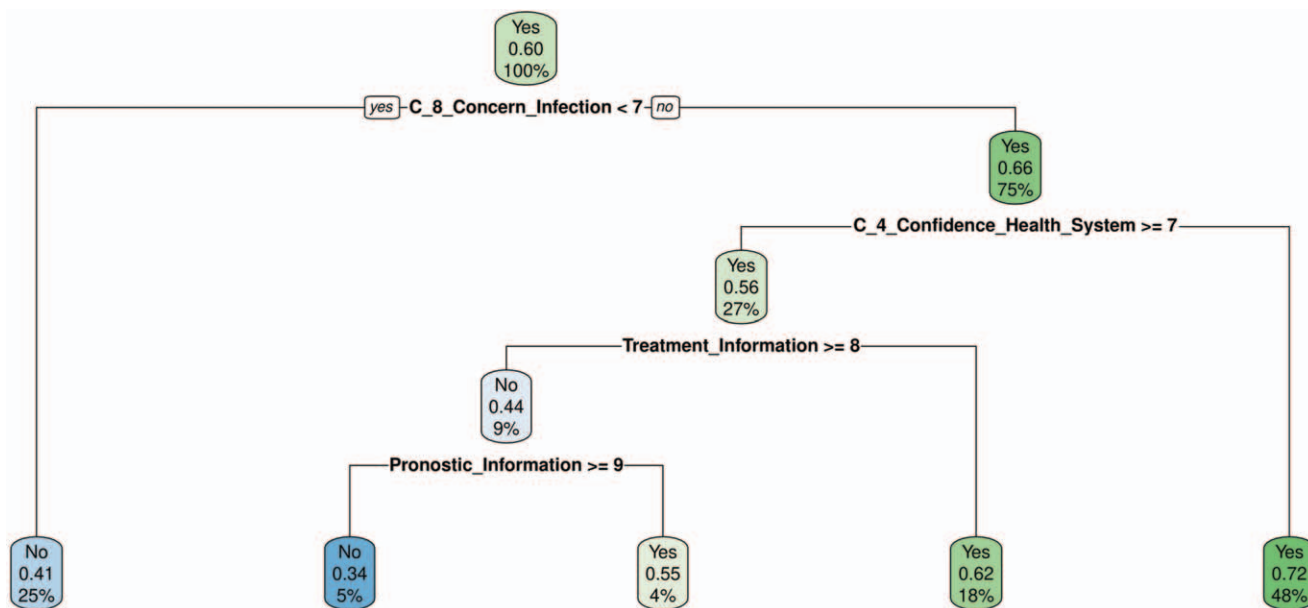 Yes
0.60
100%
yes C_8_Concern_Infection < 7 no
Yes
0.66
75%
C_4_Confidence_Health_System >= 7
Yes
0.56
27%
Treatment_Information >= 8
No
0.44
9%
Pronostic_Information >= 9
No
0.41
25%
No
0.34
5%
Yes
0.55
4%
Yes
0.62
18%
Yes
0.72
48%